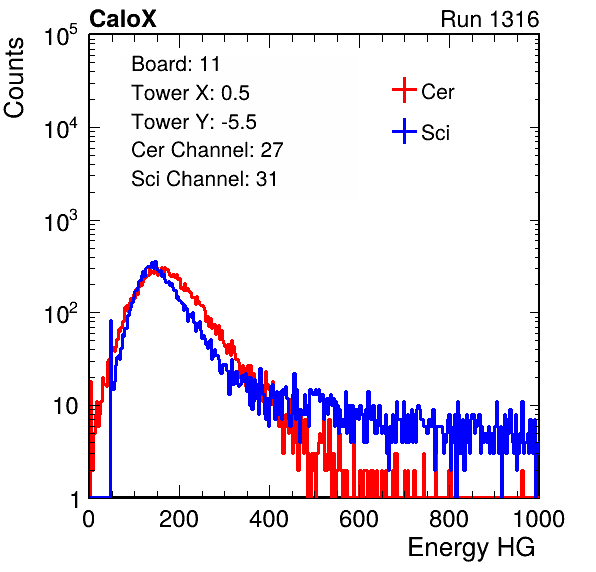 CaloX Run 1316
Counts
10^5
10^4
10^3
10^2
10
1
Board: 11
Tower X: 0.5
Tower Y: -5.5
Cer Channel: 27
Sci Channel: 31
Cer
Sci
0 200 400 600 800 1000
Energy HG